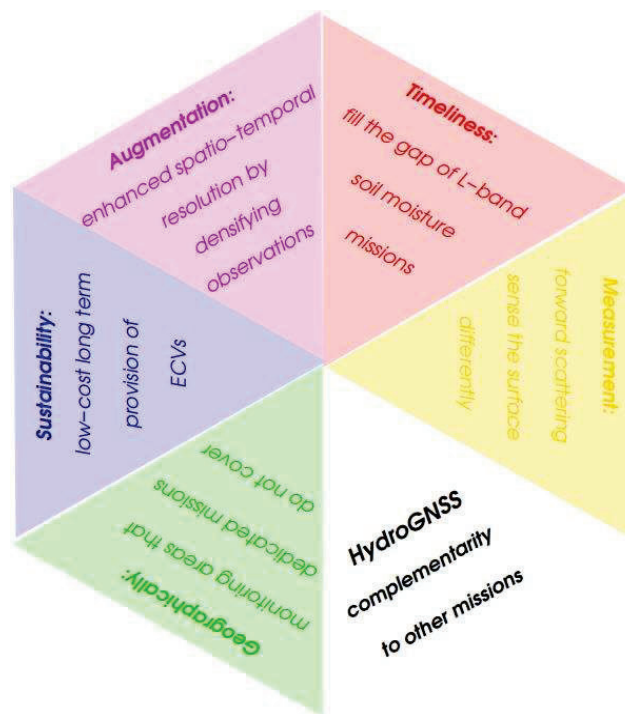 Augmentation:
enhanced spatio-temporal
resolution by
densifying
observations
Timeliness:
fill the gap of L-band
soil moisture
missions
Measurement:
forward scattering
sense the surface
differently
Sustainability:
low-cost long term
provision of
ECVs
Geographically:
monitoring areas that
dedicated missions
do not cover
HydroGNSS
complementarity
to other missions